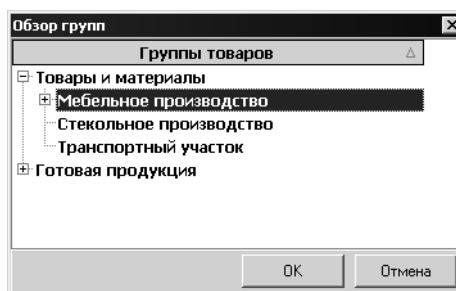 Обзор групп
Группы товаров
Товары и материалы
Мебельное производство
Стекольное производство
Транспортный участок
Готовая продукция
OK
Отмена